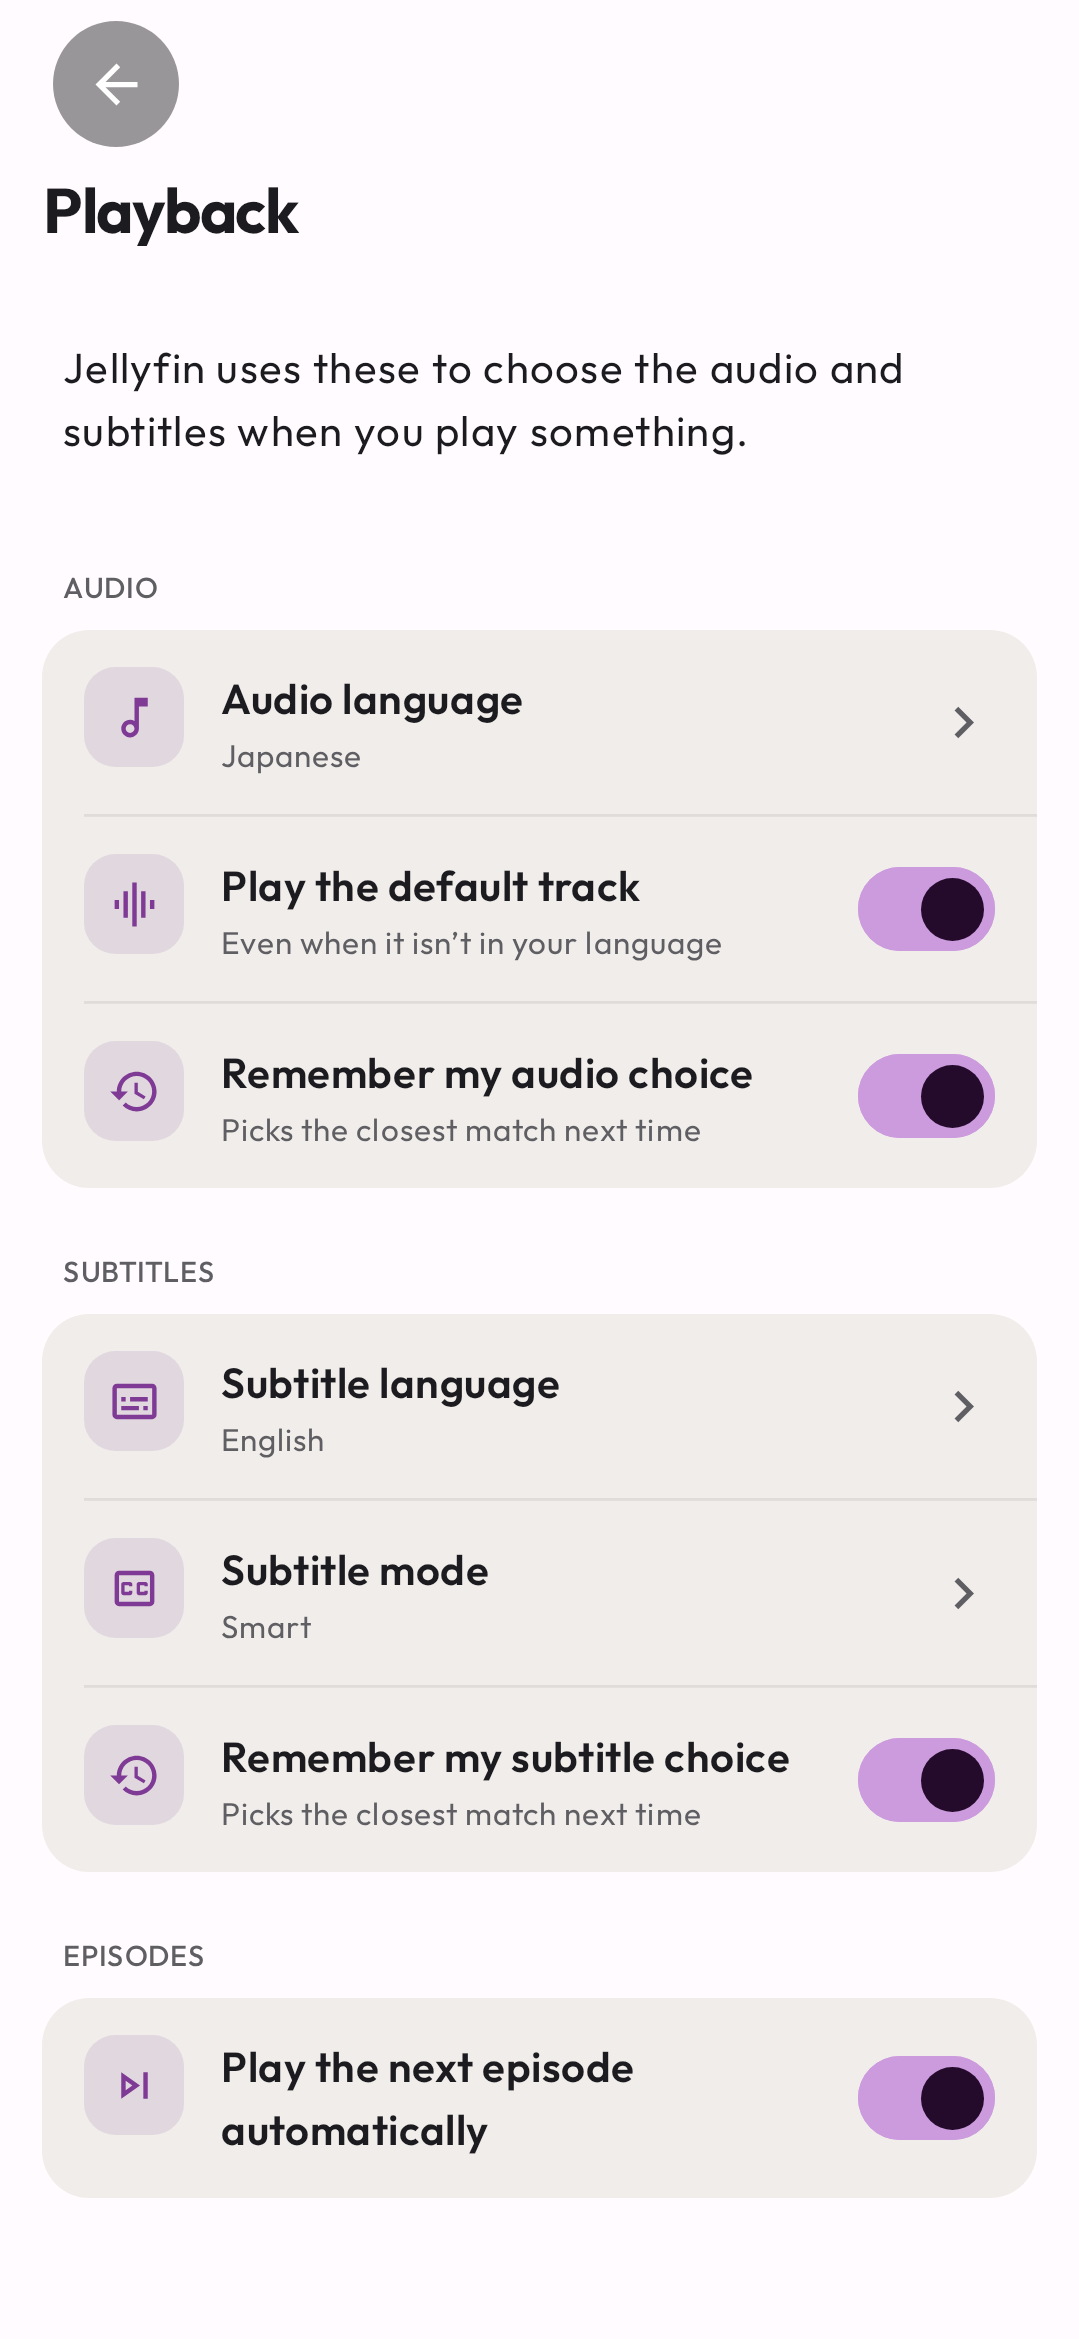 Playback
Jellyfin uses these to choose the audio and
subtitles when you play something.
AUDIO
Audio language
Japanese
Play the default track
Even when it isn’t in your language
Remember my audio choice
Picks the closest match next time
SUBTITLES
Subtitle language
English
CC
Subtitle mode
Smart
Remember my subtitle choice
Picks the closest match next time
EPISODES
Play the next episode
automatically